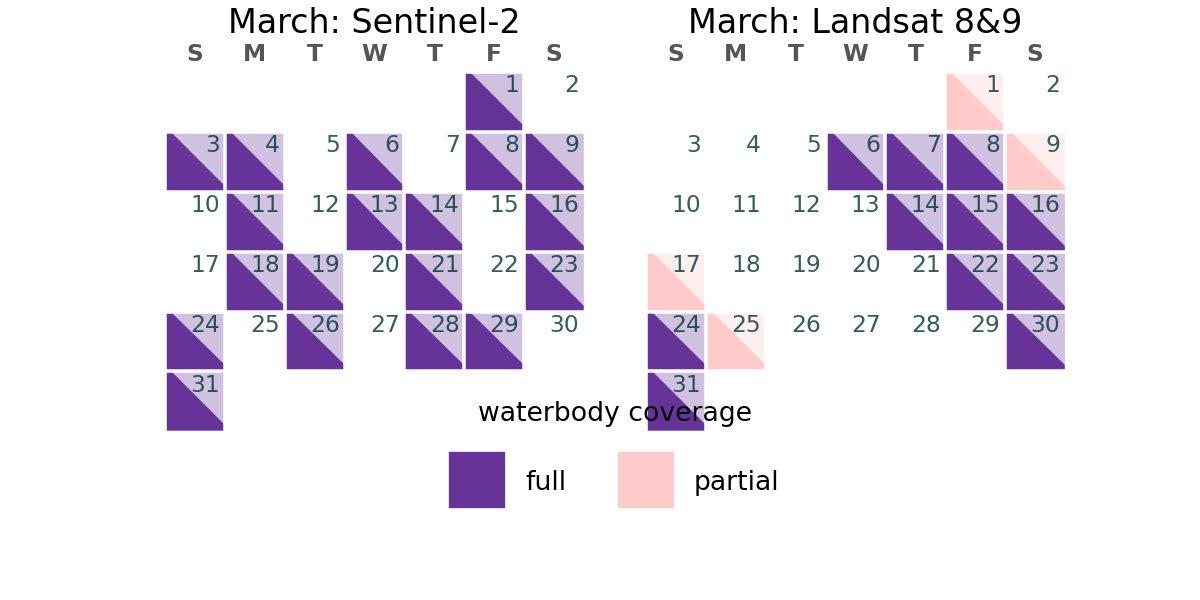 March: Sentinel-2
S M T W T F S
1 2
3 4 5 6 7 8 9
10 11 12 13 14 15 16
17 18 19 20 21 22 23
24 25 26 27 28 29 30
31
March: Landsat 8&9
S M T W T F S
1 2
3 4 5 6 7 8 9
10 11 12 13 14 15 16
17 18 19 20 21 22 23
24 25 26 27 28 29 30
31
waterbody coverage
full
partial